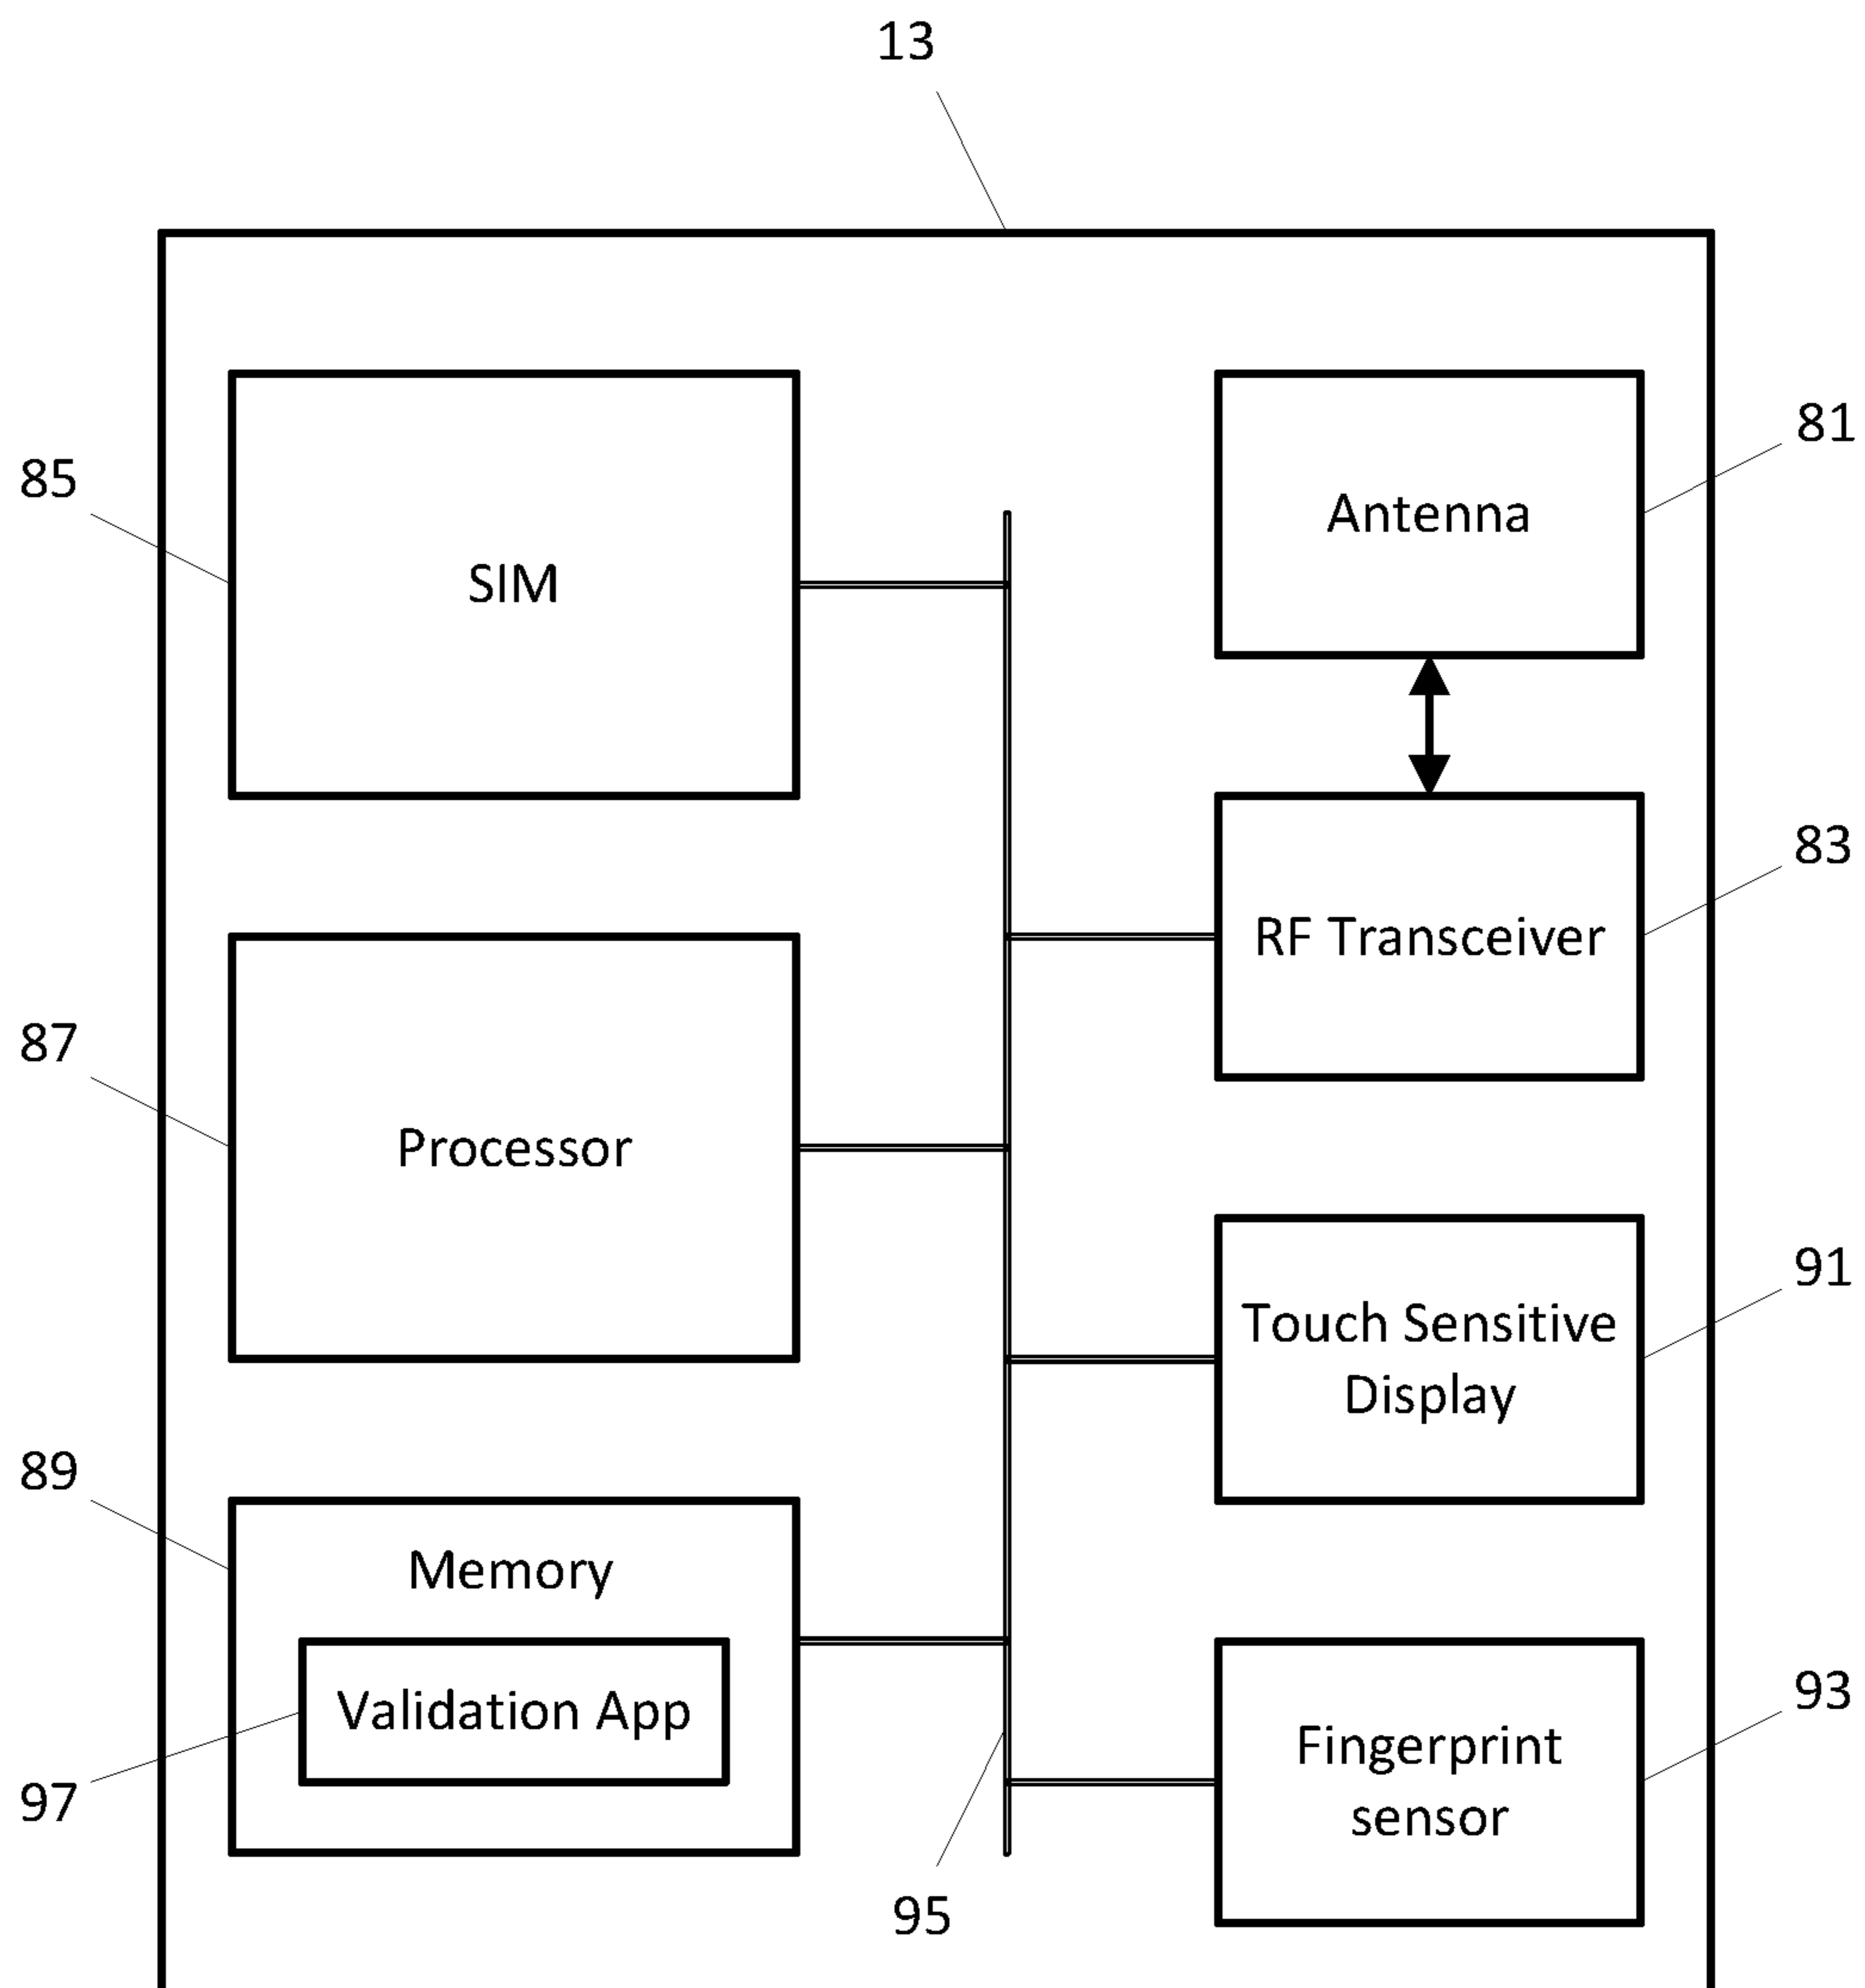 13
85
SIM
Antenna
81
RF Transceiver
83
87
Processor
Touch Sensitive
Display
91
89
Memory
Validation App
97
Fingerprint
sensor
93
95